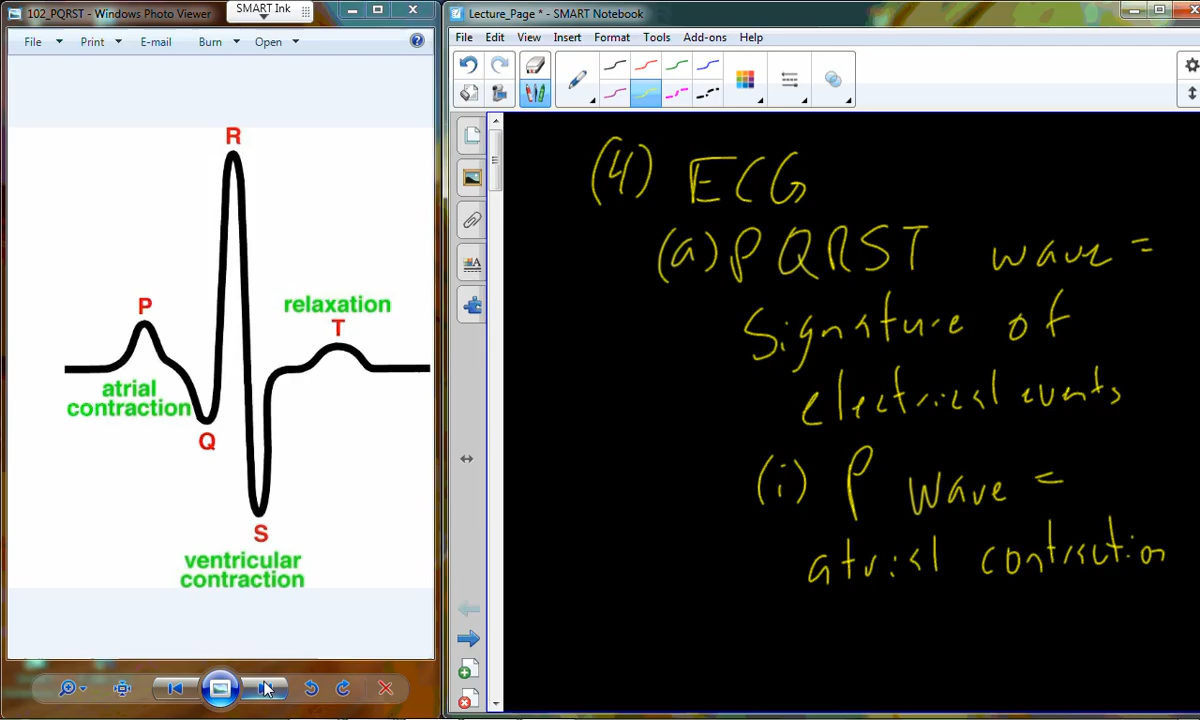 102_PQRST - Windows Photo Viewer
SMART Ink
File Print E-mail Burn Open
R
P
relaxation
T
atrial
contraction
Q
S
ventricular
contraction
Lecture_Page * - SMART Notebook
File Edit View Insert Format Tools Add-ons Help
(4) ECG
(a) PQRST wave =
Signature of
electrical events
(i) P wave =
atrial contraction